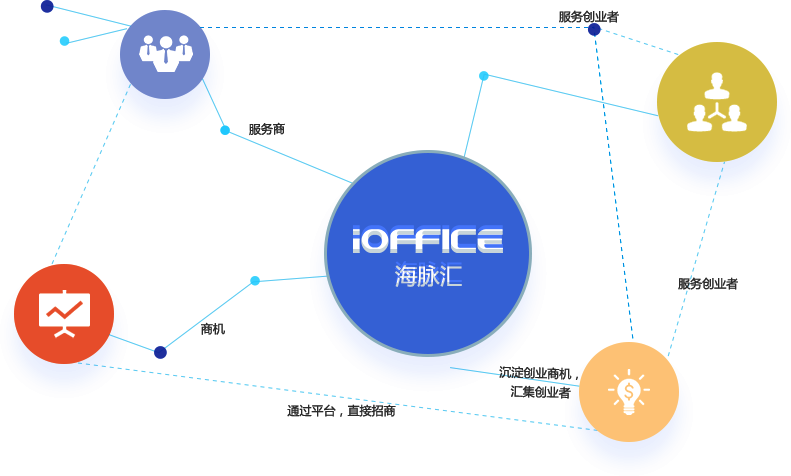 服务创业者
服务商
iOFFICE
海脉汇
服务创业者
商机
沉淀创业商机，
汇集创业者
通过平台，直接招商